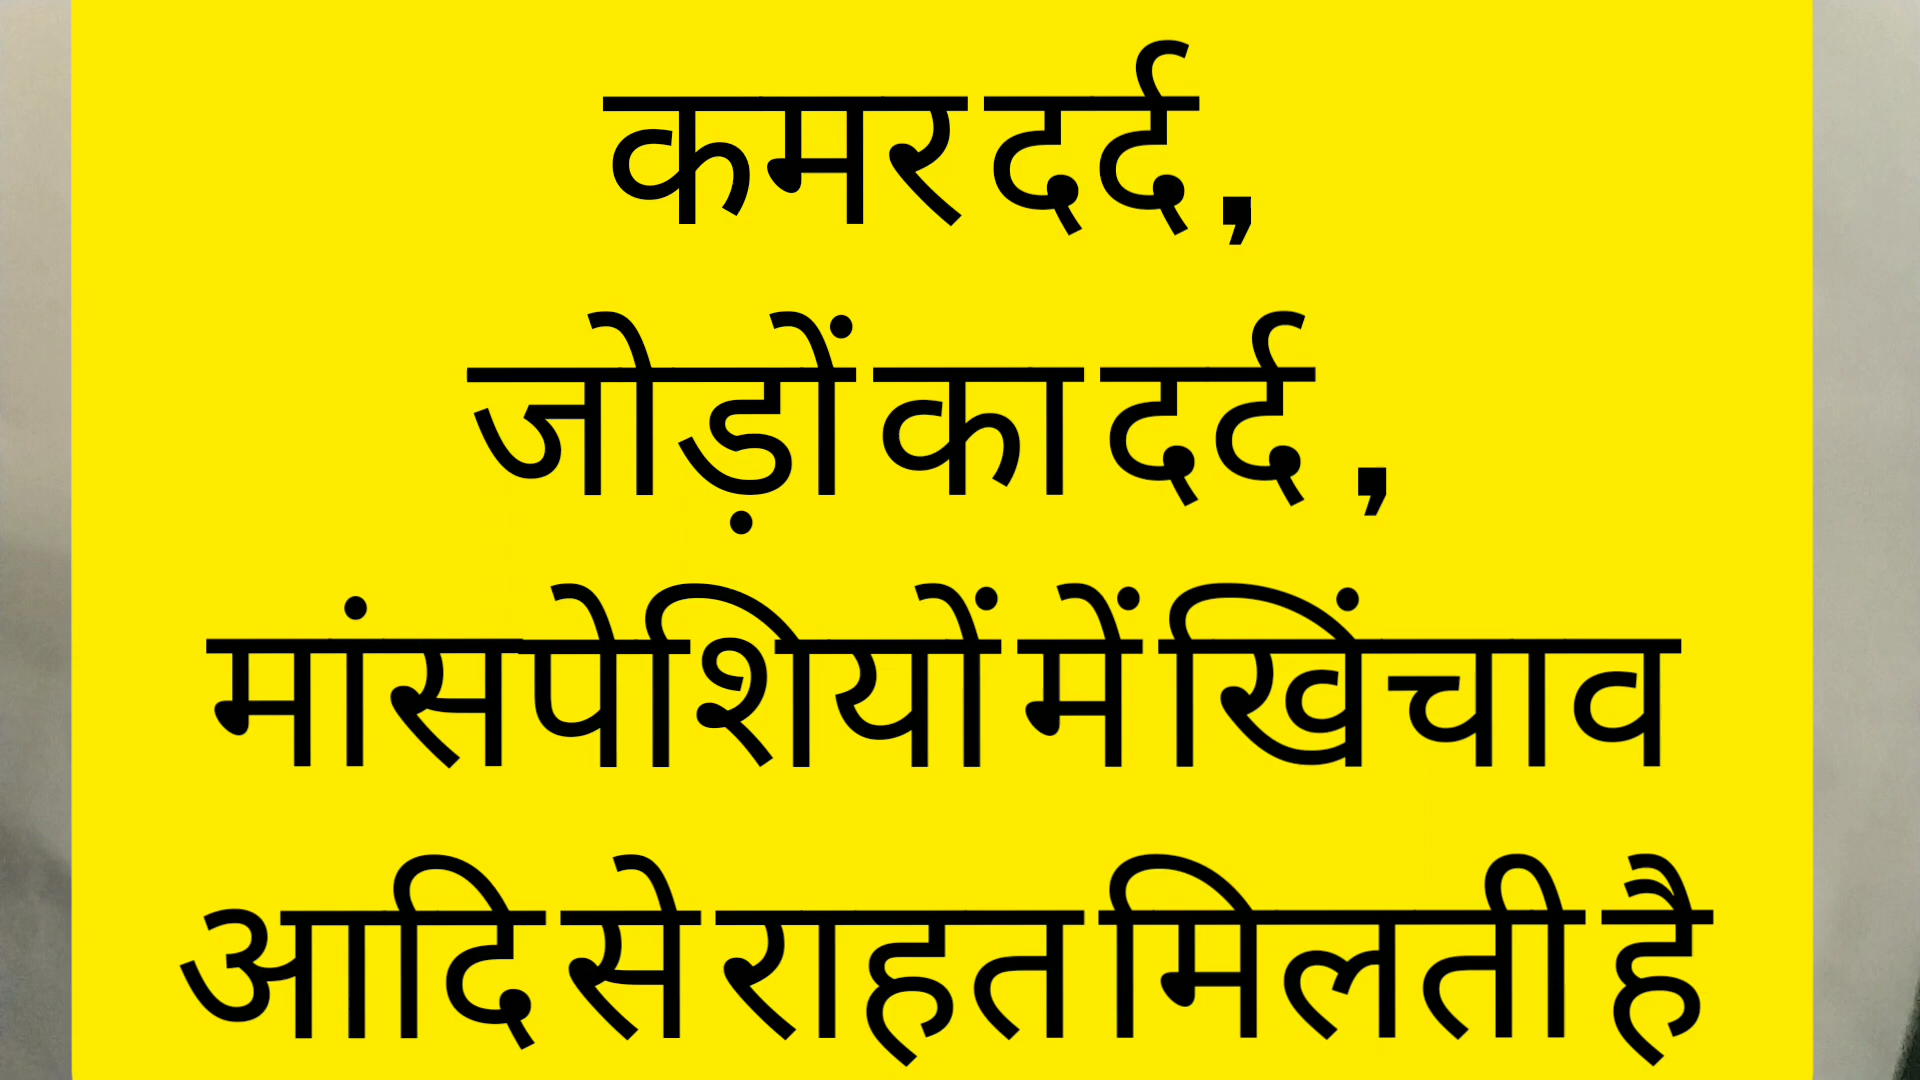 कमर दर्द ,
जोड़ों का दर्द ,
मांसपेशियों में खिंचाव
आदि से राहत मिलती है